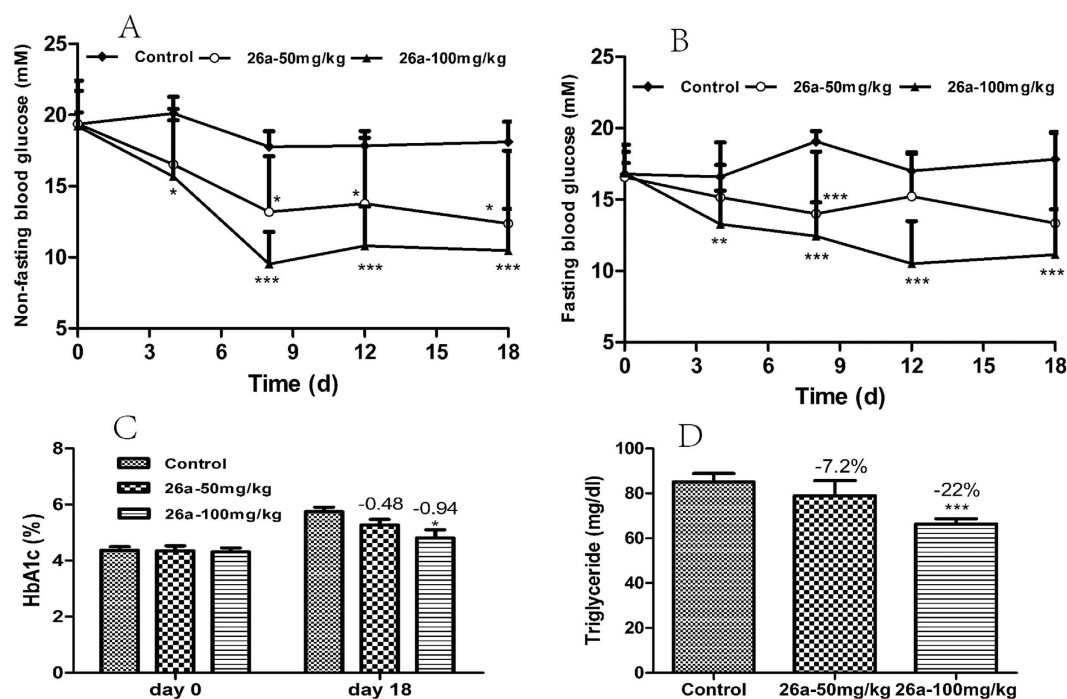 A
Non-fasting blood glucose (mM)
25
20
15
10
5
Control 26a-50mg/kg 26a-100mg/kg
*
*
***
*
***
*
***
0 3 6 9 12 15 18
Time (d)
B
Fasting blood glucose (mM)
25
20
15
10
5
Control 26a-50mg/kg 26a-100mg/kg
**
***
***
***
***
0 3 6 9 12 15 18
Time (d)
C
HbA1c (%)
8
6
4
2
0
Control
26a-50mg/kg
26a-100mg/kg
-0.48 -0.94
*
day 0 day 18
D
Triglyceride (mg/dl)
100
80
60
40
20
0
-7.2%
-22%
***
Control 26a-50mg/kg 26a-100mg/kg